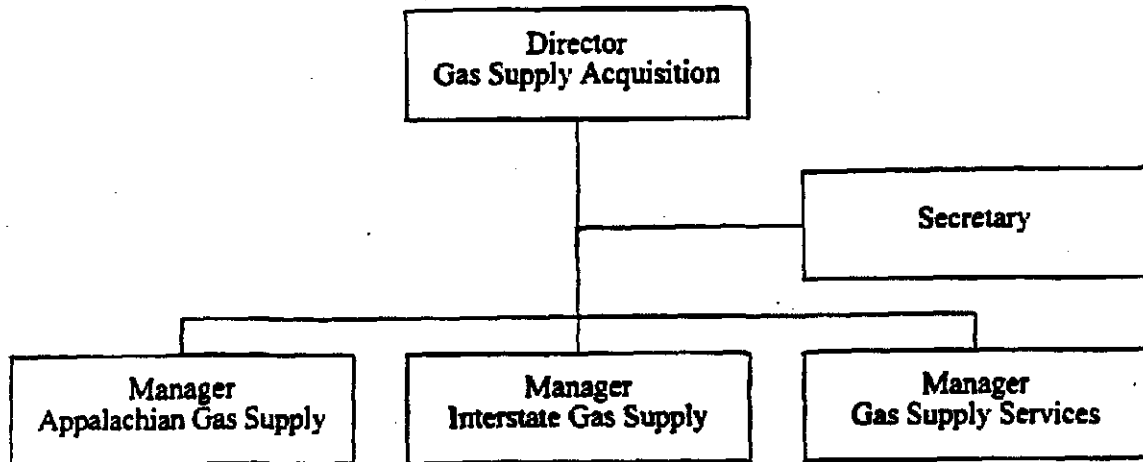 Director
Gas Supply Acquisition
Secretary
Manager
Appalachian Gas Supply
Manager
Interstate Gas Supply
Manager
Gas Supply Services